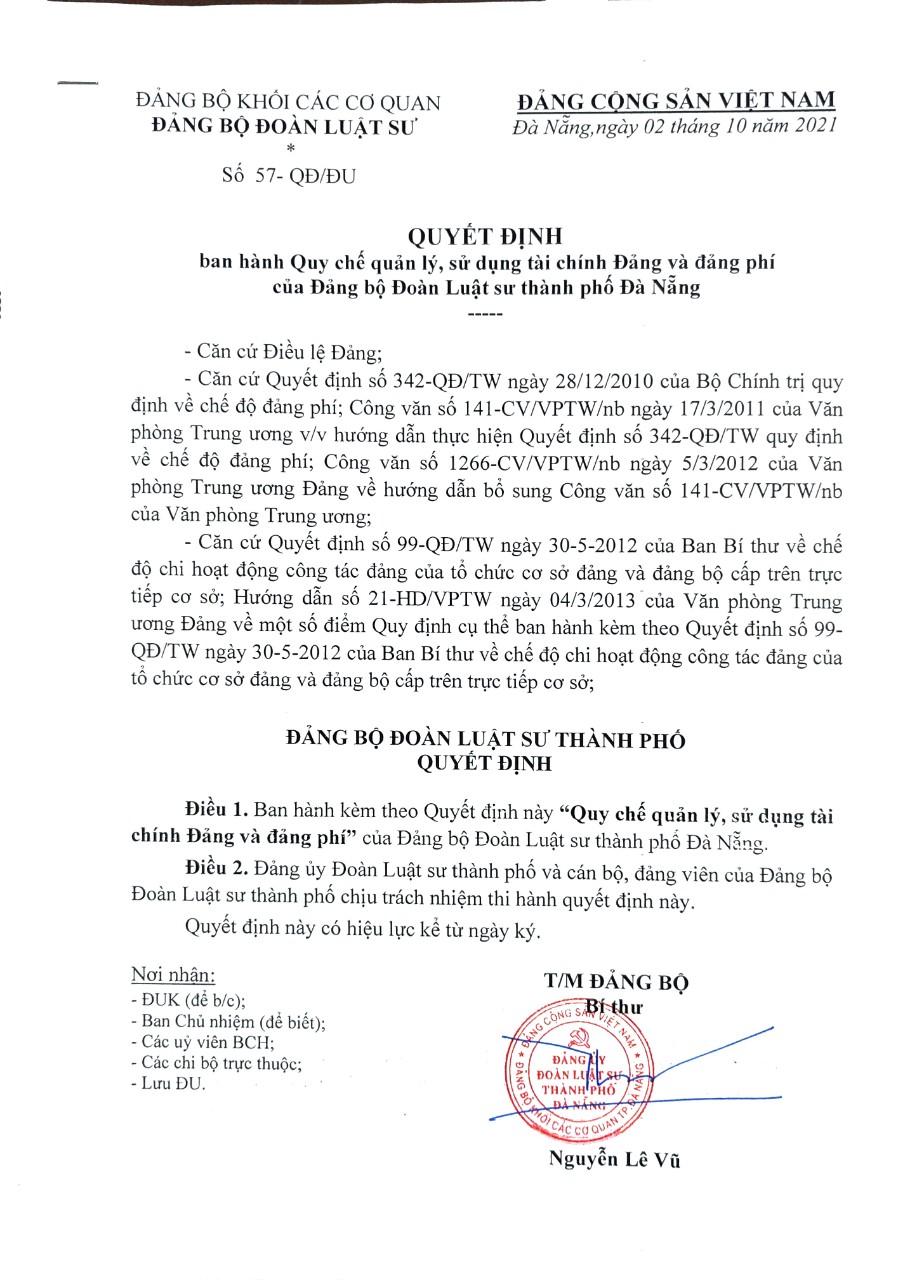 ĐẢNG BỘ KHỐI CÁC CƠ QUAN
ĐẢNG BỘ ĐOÀN LUẬT SƯ
*
Số 57- QĐ/ĐU
ĐẢNG CỘNG SẢN VIỆT NAM
Đà Nẵng,ngày 02 tháng 10 năm 2021
QUYẾT ĐỊNH
ban hành Quy chế quản lý, sử dụng tài chính Đảng và đảng phí
của Đảng bộ Đoàn Luật sư thành phố Đà Nẵng
-----
- Căn cứ Điều lệ Đảng;
- Căn cứ Quyết định số 342-QĐ/TW ngày 28/12/2010 của Bộ Chính trị quy
định về chế độ đảng phí; Công văn số 141-CV/VPTW/nb ngày 17/3/2011 của Văn
phòng Trung ương v/v hướng dẫn thực hiện Quyết định số 342-QĐ/TW quy định
về chế độ đảng phí; Công văn số 1266-CV/VPTW/nb ngày 5/3/2012 của Văn
phòng Trung ương Đảng về hướng dẫn bổ sung Công văn số 141-CV/VPTW/nb
của Văn phòng Trung ương;
- Căn cứ Quyết định số 99-QĐ/TW ngày 30-5-2012 của Ban Bí thư về chế
độ chi hoạt động công tác đảng của tổ chức cơ sở đảng và đảng bộ cấp trên trực
tiếp cơ sở; Hướng dẫn số 21-HD/VPTW ngày 04/3/2013 của Văn phòng Trung
ương Đảng về một số điểm Quy định cụ thể ban hành kèm theo Quyết định số 99-
QĐ/TW ngày 30-5-2012 của Ban Bí thư về chế độ chi hoạt động công tác đảng của
tổ chức cơ sở đảng và đảng bộ cấp trên trực tiếp cơ sở;
ĐẢNG BỘ ĐOÀN LUẬT SƯ THÀNH PHỐ
QUYẾT ĐỊNH
Điều 1. Ban hành kèm theo Quyết định này “Quy chế quản lý, sử dụng tài
chính Đảng và đảng phí” của Đảng bộ Đoàn Luật sư thành phố Đà Nẵng.
Điều 2. Đảng ủy Đoàn Luật sư thành phố và cán bộ, đảng viên của Đảng bộ
Đoàn Luật sư thành phố chịu trách nhiệm thi hành quyết định này.
Quyết định này có hiệu lực kể từ ngày ký.
Nơi nhận:
- ĐUK (để b/c);
- Ban Chủ nhiệm (để biết);
- Các uỷ viên BCH;
- Các chi bộ trực thuộc;
- Lưu ĐU.
T/M ĐẢNG BỘ
Bí thư
ĐẢNG CỘNG SẢN VIỆT NAM
ĐẢNG ỦY
ĐOÀN LUẬT SƯ
THÀNH PHỐ
ĐÀ NẴNG
ĐẢNG BỘ KHỐI CÁC CƠ QUAN TP. ĐÀ NẴNG
Nguyễn Lê Vũ